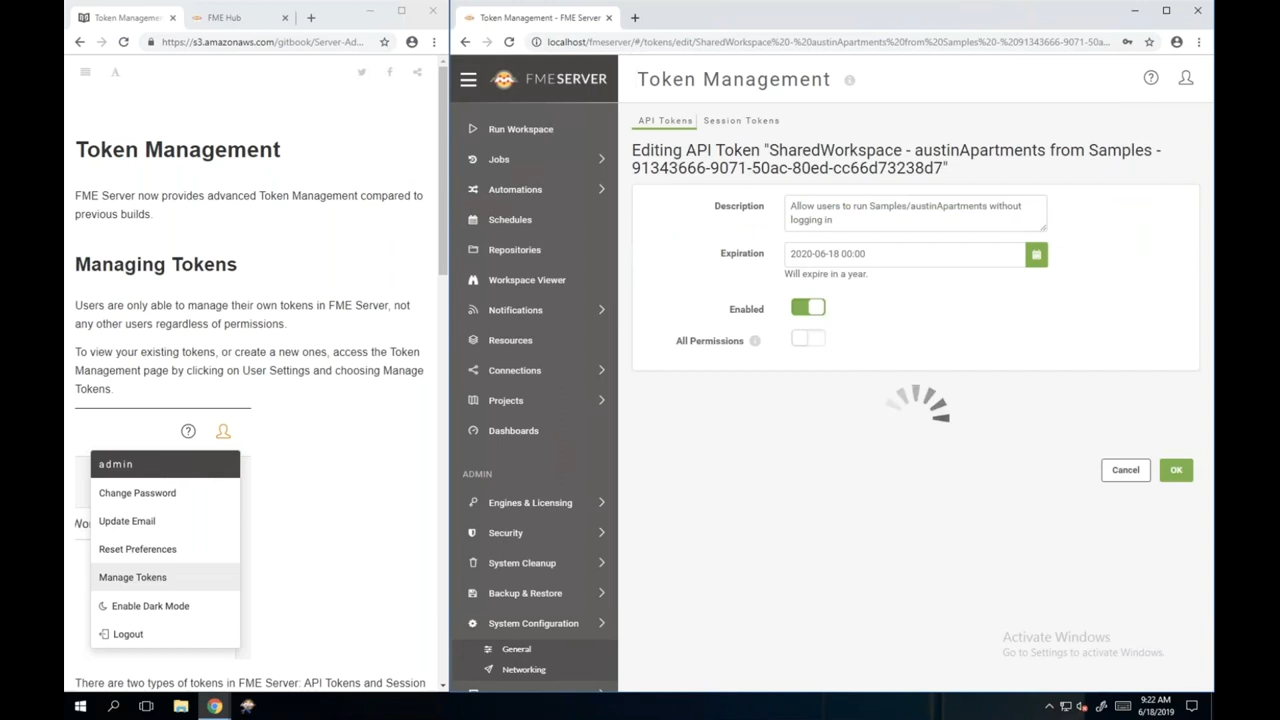 Token Managemen
FME Hub
https://s3.amazonaws.com/gitbook/Server-Ad...
A
Token Management
FME Server now provides advanced Token Management compared to
previous builds.
Managing Tokens
Users are only able to manage their own tokens in FME Server, not
any other users regardless of permissions.
To view your existing tokens, or create a new ones, access the Token
Management page by clicking on User Settings and choosing Manage
Tokens.
Wor
admin
Change Password
Update Email
Reset Preferences
Manage Tokens
Enable Dark Mode
Logout
There are two types of tokens in FME Server: API Tokens and Session
Token Management - FME Server
localhost/fmeserver/#/tokens/edit/SharedWorkspace%20-%20austinApartments%20from%20Samples%20-%2091343666-9071-50ac-80ed-cc66d73238d7...
FMESERVER
Run Workspace
Jobs
Automations
Schedules
Repositories
Workspace Viewer
Notifications
Resources
Connections
Projects
Dashboards
ADMIN
Engines & Licensing
Security
System Cleanup
Backup & Restore
System Configuration
General
Networking
Token Management
API Tokens
Session Tokens
Editing API Token "SharedWorkspace - austinApartments from Samples -
91343666-9071-50ac-80ed-cc66d73238d7"
Description
Allow users to run Samples/austinApartments without
logging in
Expiration
2020-06-18 00:00
Will expire in a year.
Enabled
All Permissions
Cancel
OK
Activate Windows
Go to Settings to activate Windows.
9:22 AM
6/18/2019